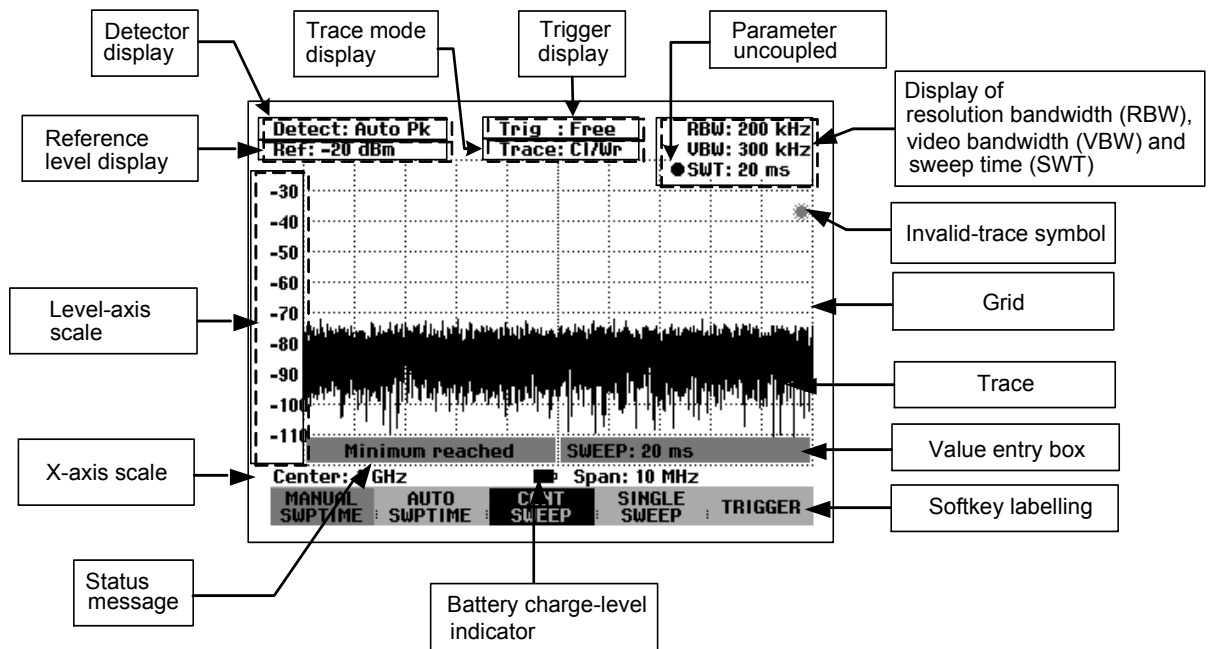 Detector
display
Trace mode
display
Trigger
display
Parameter
uncoupled
Display of
resolution bandwidth (RBW),
video bandwidth (VBW) and
sweep time (SWT)
Reference
level display
Detect: Auto Pk
Ref: -20 dBm
Trig : Free
Trace: Cl/Wr
RBW: 200 kHz
VBW: 300 kHz
SWT: 20 ms
Invalid-trace symbol
Grid
Level-axis
scale
-30
-40
-50
-60
-70
-80
-90
-100
-110
Trace
Minimum reached
SWEEP: 20 ms
Value entry box
X-axis scale
Center: GHz
Span: 10 MHz
MANUAL
SWPTIME
AUTO
SWPTIME
CONT
SWEEP
SINGLE
SWEEP
TRIGGER
Softkey labelling
Status
message
Battery charge-level
indicator